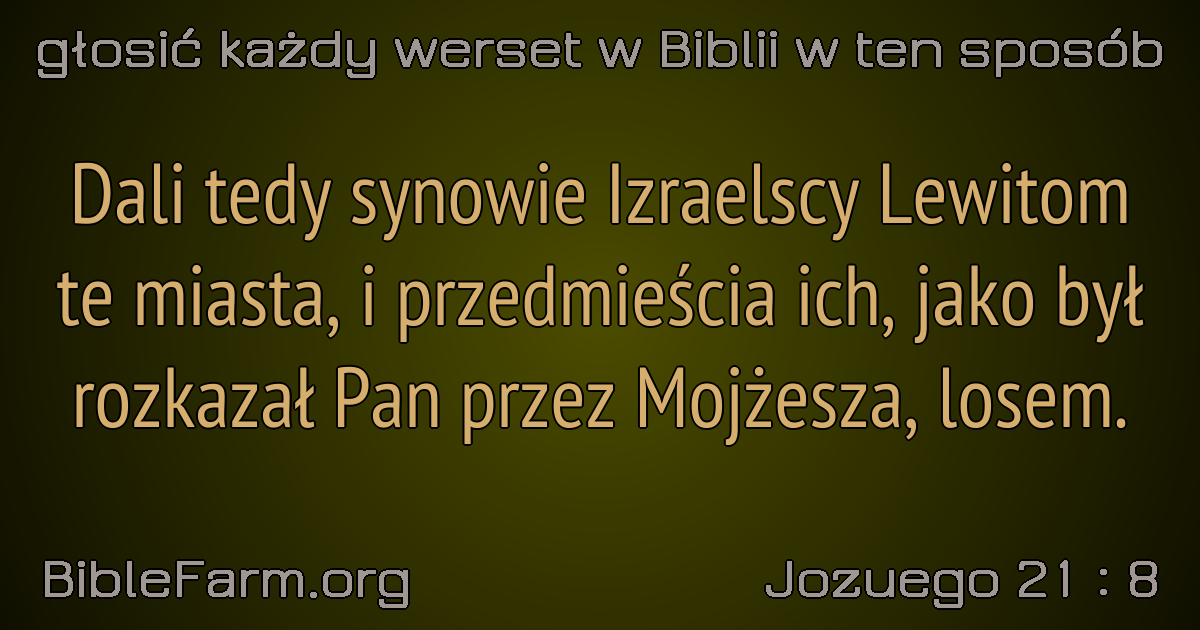 głosić każdy werset w Biblii w ten sposób
Dali tedy synowie Izraelscy Lewitom
te miasta, i przedmieścia ich, jako był
rozkazał Pan przez Mojżesza, losem.
BibleFarm.org
Jozuego 21 : 8